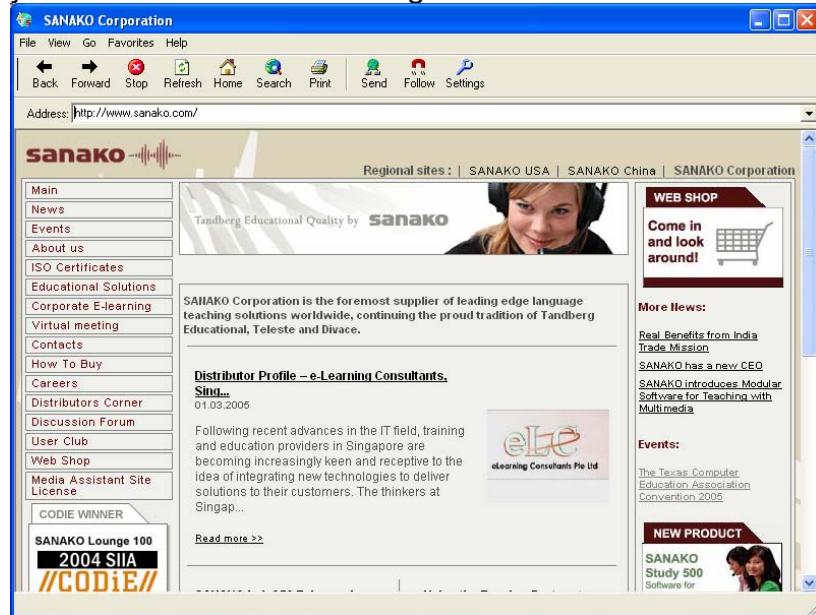 SANAKO Corporation
File View Go Favorites Help
Back Forward Stop Refresh Home Search Print Send Follow Settings
Address: http://www.sanako.com/
sanako
Regional sites : | SANAKO USA | SANAKO China | SANAKO Corporation
Main
News
Events
About us
ISO Certificates
Educational Solutions
Corporate E-learning
Virtual meeting
Contacts
How To Buy
Careers
Distributors Corner
Discussion Forum
User Club
Web Shop
Media Assistant Site
License
CODIE WINNER
SANAKO Lounge 100
2004 SIIA
//CODiE//
Tandberg Educational Quality by sanako
SANAKO Corporation is the foremost supplier of leading edge language
teaching solutions worldwide, continuing the proud tradition of Tandberg
Educational, Teleste and Divace.
Distributor Profile – e-Learning Consultants,
Sing...
01.03.2005
Following recent advances in the IT field, training
and education providers in Singapore are
becoming increasingly keen and receptive to the
idea of integrating new technologies to deliver
solutions to their customers. The thinkers at
Singap...
eLC
eLearning Consultants Pte Ltd
Read more >>
WEB SHOP
Come in
and look
around!
More News:
Real Benefits from India
Trade Mission
SANAKO has a new CEO
SANAKO introduces Modular
Software for Teaching with
Multimedia
Events:
The Texas Computer
Education Association
Convention 2005
NEW PRODUCT
SANAKO
Study 500
Software for